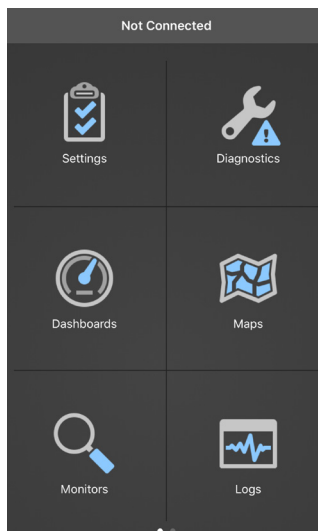 Not Connected
Settings
Diagnostics
Dashboards
Maps
Monitors
Logs